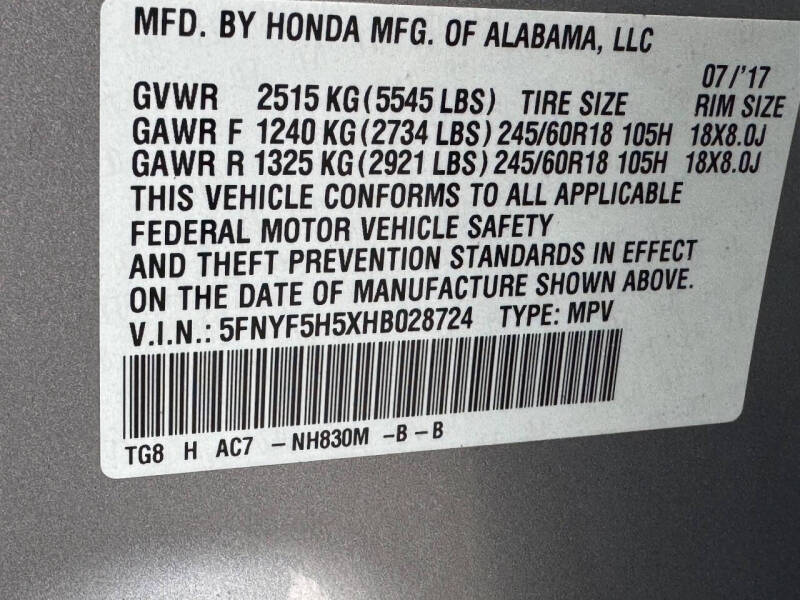 MFD. BY HONDA MFG. OF ALABAMA, LLC
07/'17
GVWR 2515 KG (5545 LBS) TIRE SIZE RIM SIZE
GAWR F 1240 KG (2734 LBS) 245/60R18 105H 18X8.0J
GAWR R 1325 KG (2921 LBS) 245/60R18 105H 18X8.0J
THIS VEHICLE CONFORMS TO ALL APPLICABLE
FEDERAL MOTOR VEHICLE SAFETY
AND THEFT PREVENTION STANDARDS IN EFFECT
ON THE DATE OF MANUFACTURE SHOWN ABOVE.
V.I.N.: 5FNYF5H5XHB028724 TYPE: MPV
TG8 H AC7 -NH830M -B-B